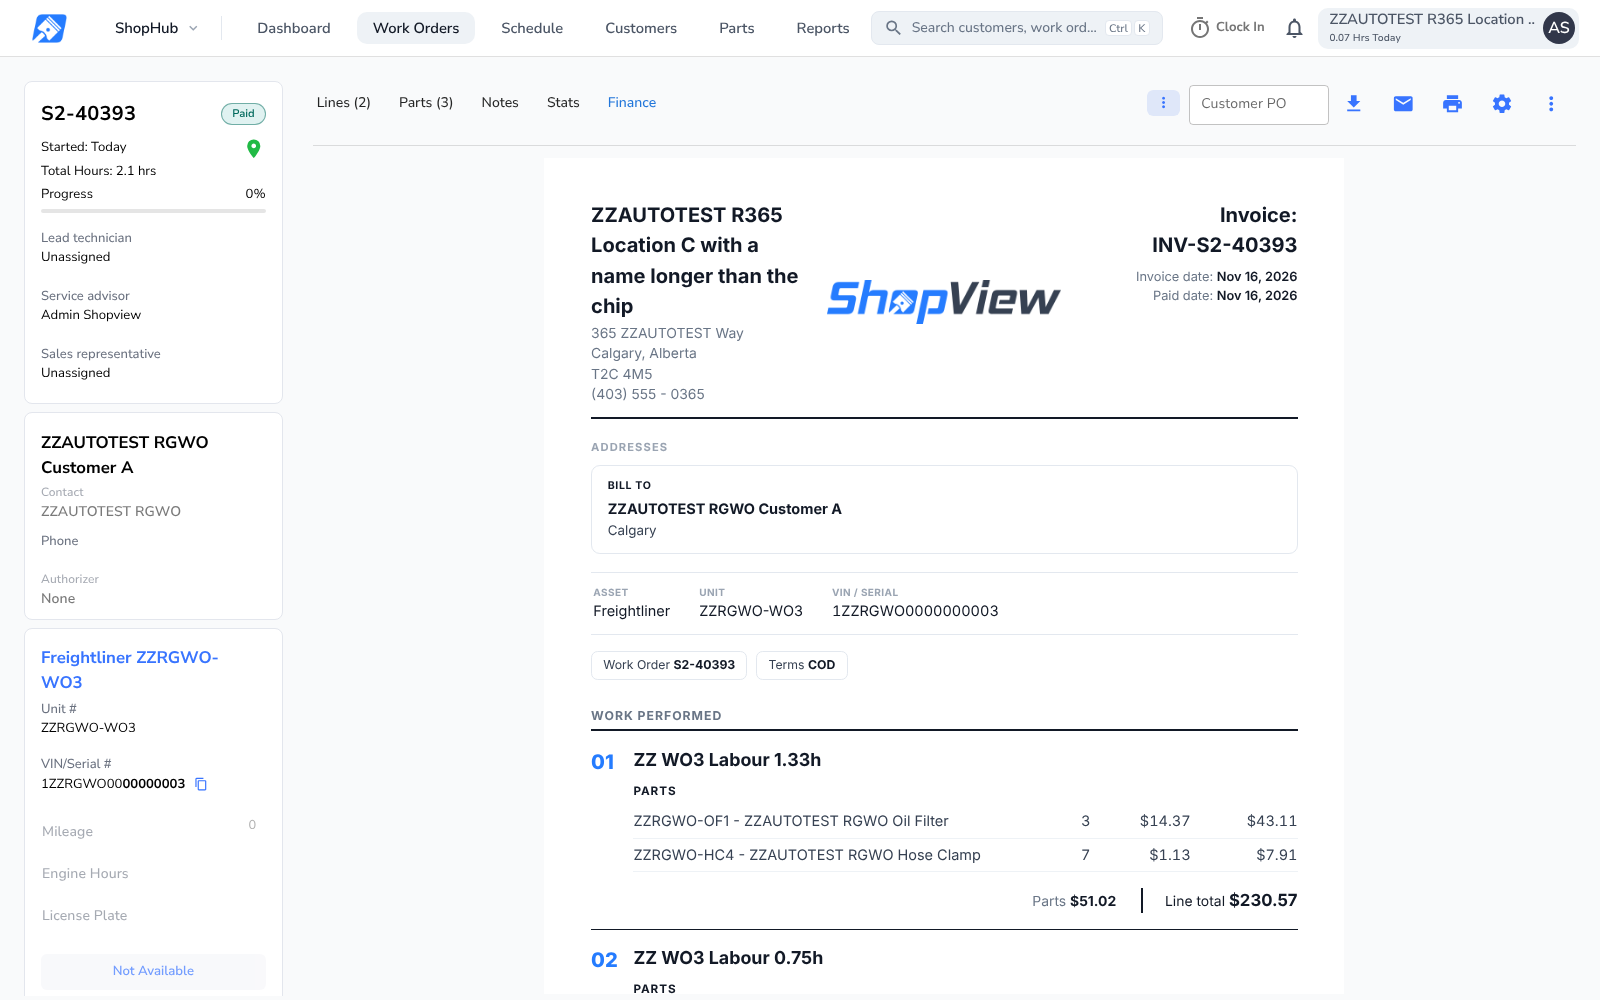 ShopHub
Dashboard
Work Orders
Schedule
Customers
Parts
Reports
Search customers, work ord... Ctrl K
Clock In
ZZAUTOTEST R365 Location ..
0.07 Hrs Today
AS
S2-40393
Paid
Started: Today
Total Hours: 2.1 hrs
Progress 0%
Lead technician
Unassigned
Service advisor
Admin Shopview
Sales representative
Unassigned
ZZAUTOTEST RGWO
Customer A
Contact
ZZAUTOTEST RGWO
Phone
Authorizer
None
Freightliner ZZRGWO-
WO3
Unit #
ZZRGWO-WO3
VIN/Serial #
1ZZRGWO0000000003
Mileage 0
Engine Hours
License Plate
Not Available
Lines (2)
Parts (3)
Notes
Stats
Finance
Customer PO
ZZAUTOTEST R365
Location C with a
name longer than the
chip
365 ZZAUTOTEST Way
Calgary, Alberta
T2C 4M5
(403) 555 - 0365
ShopView
Invoice:
INV-S2-40393
Invoice date: Nov 16, 2026
Paid date: Nov 16, 2026
ADDRESSES
BILL TO
ZZAUTOTEST RGWO Customer A
Calgary
ASSET
Freightliner
UNIT
ZZRGWO-WO3
VIN / SERIAL
1ZZRGWO0000000003
Work Order S2-40393
Terms COD
WORK PERFORMED
01 ZZ WO3 Labour 1.33h
PARTS
ZZRGWO-OF1 - ZZAUTOTEST RGWO Oil Filter 3 $14.37 $43.11
ZZRGWO-HC4 - ZZAUTOTEST RGWO Hose Clamp 7 $1.13 $7.91
Parts $51.02 Line total $230.57
02 ZZ WO3 Labour 0.75h
PARTS